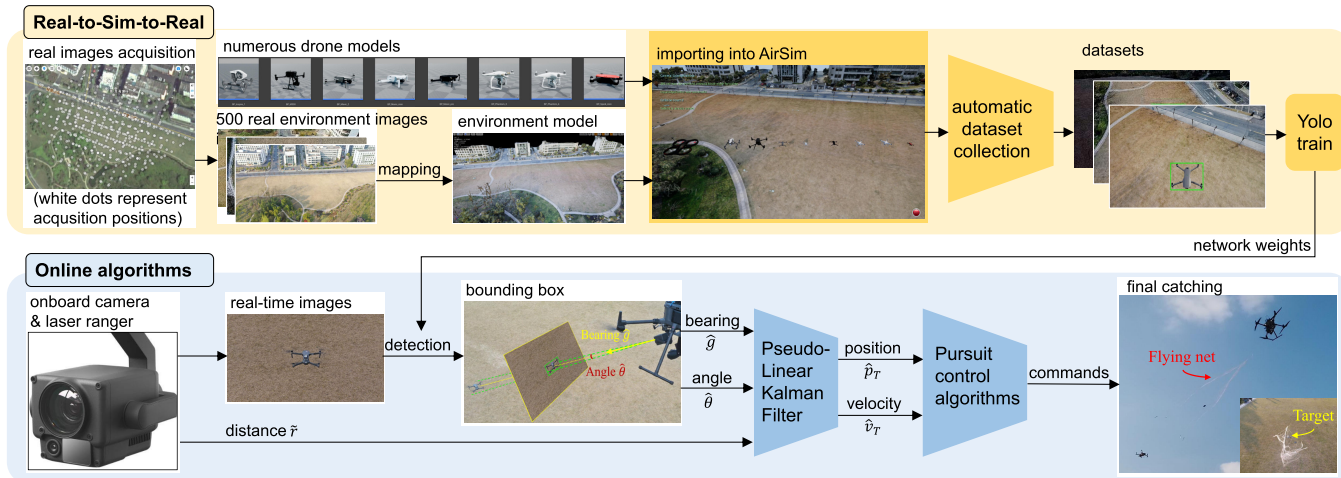 Real-to-Sim-to-Real
real images acquisition
(white dots represent
acqusition positions)
numerous drone models
500 real environment images
mapping
environment model
importing into AirSim
automatic
dataset
collection
datasets
Yolo
train
network weights
Online algorithms
onboard camera
& laser ranger
real-time images
detection
bounding box
Bearing ĝ
Angle θ̂
bearing
ĝ
angle
θ̂
distance r̃
Pseudo-
Linear
Kalman
Filter
position
p̂_T
velocity
v̂_T
Pursuit
control
algorithms
commands
final catching
Flying net
Target